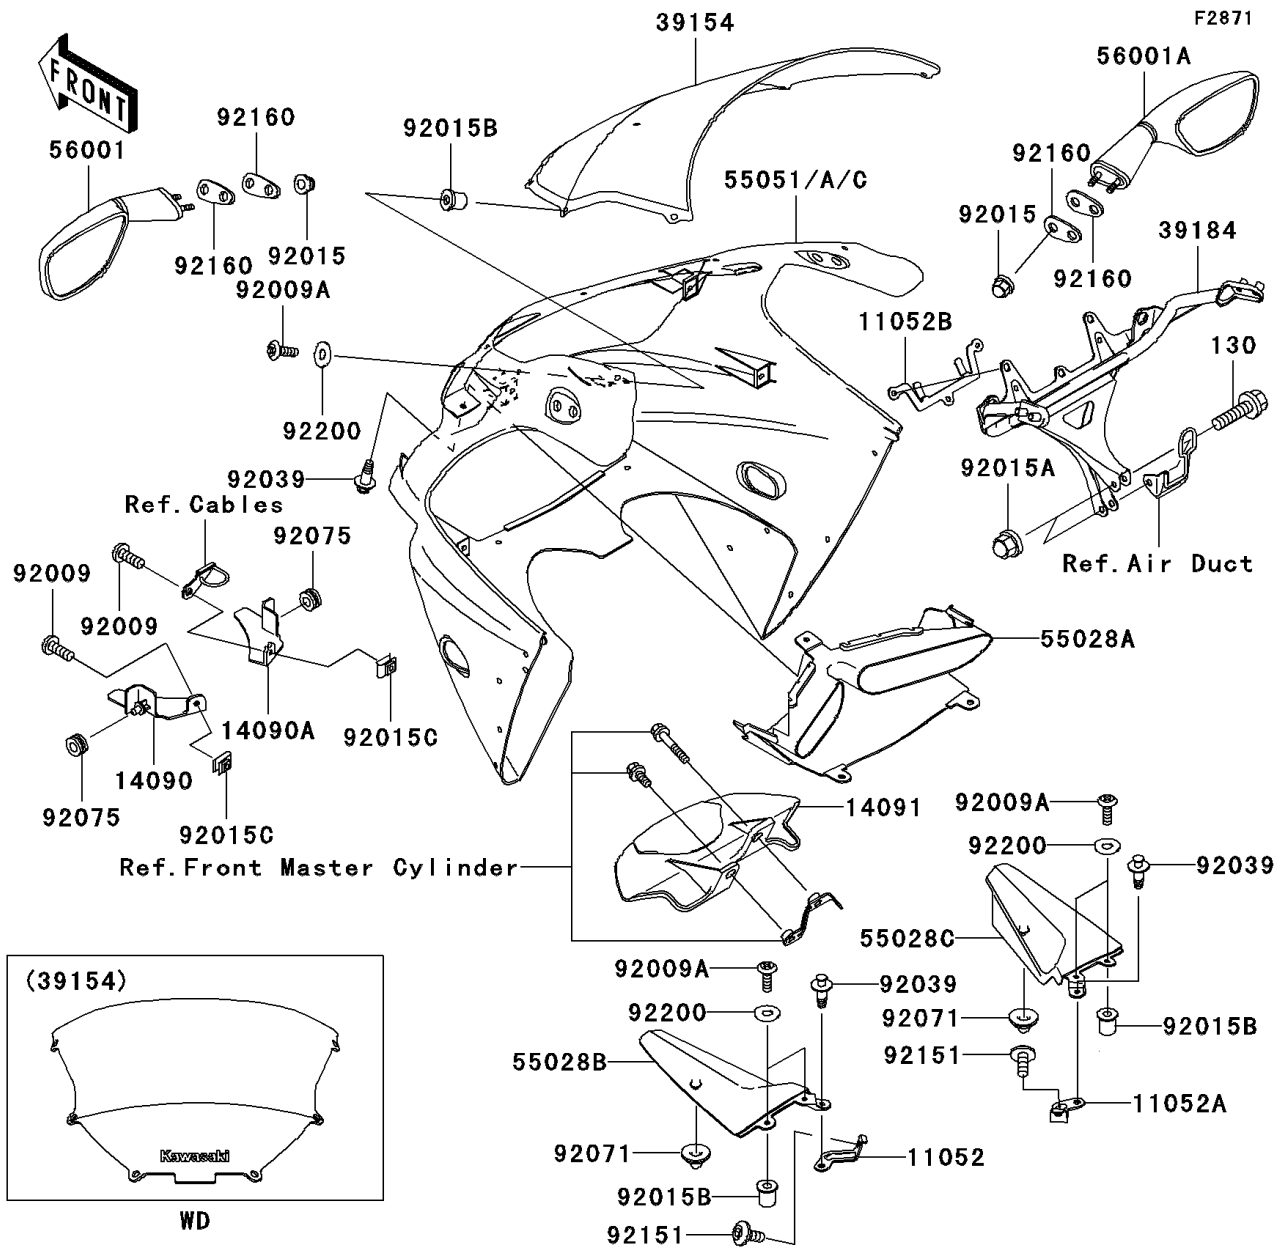 39154
F2871
56001A
FRONT
92160
92015B
56001
92160
55051/A/C
92015
39184
92160
92015
92160
92009A
11052B
130
92200
92015A
92039
Ref.Cables
92075
Ref.Air Duct
92009
92009
55028A
14090A
92015C
14090
92075
92015C
14091
92009A
92200
92039
Ref.Front Master Cylinder
55028C
92009A
92039
92200
92071
92015B
92151
55028B
11052A
92071
11052
92015B
92151
(39154)
Kawasaki
WD